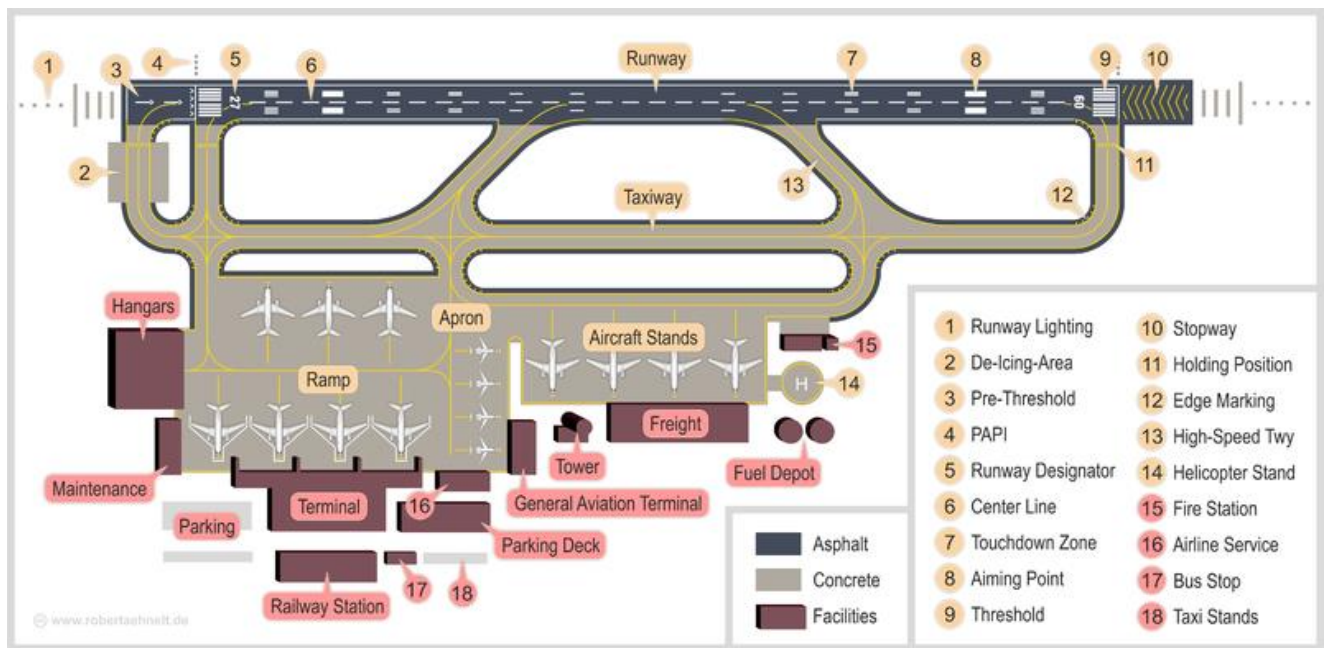 1
3
4
5
6
Runway
7
8
9
10
27
09
2
13
11
Taxiway
12
Hangars
Apron
Aircraft Stands
15
Ramp
H
14
Freight
Tower
Fuel Depot
Maintenance
16
General Aviation Terminal
Terminal
Parking
Parking Deck
17
18
Railway Station
www.robertaehnelt.de
Asphalt
Concrete
Facilities
1 Runway Lighting
2 De-Icing-Area
3 Pre-Threshold
4 PAPI
5 Runway Designator
6 Center Line
7 Touchdown Zone
8 Aiming Point
9 Threshold
10 Stopway
11 Holding Position
12 Edge Marking
13 High-Speed Twy
14 Helicopter Stand
15 Fire Station
16 Airline Service
17 Bus Stop
18 Taxi Stands